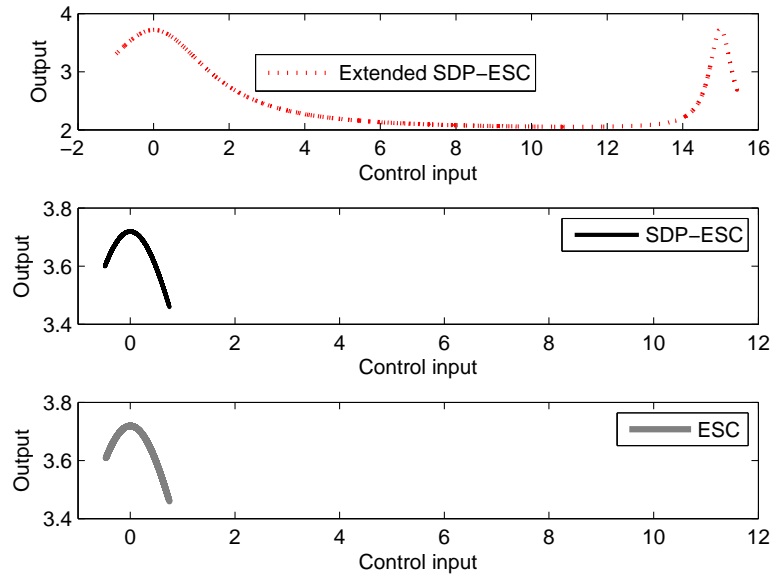 4
3
2
Output
Extended SDP−ESC
−2 0 2 4 6 8 10 12 14 16
Control input
3.8
3.6
3.4
Output
SDP−ESC
0 2 4 6 8 10 12
Control input
3.8
3.6
3.4
Output
ESC
0 2 4 6 8 10 12
Control input